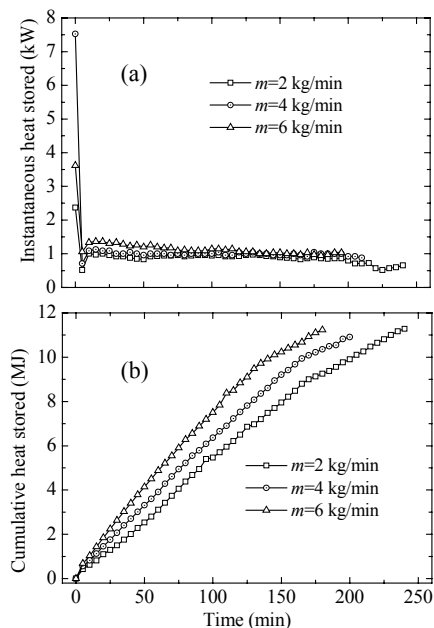 8
7
6
5
4
3
2
1
0
Instantaneous heat stored (kW)
(a)
m=2 kg/min
m=4 kg/min
m=6 kg/min
12
10
8
6
4
2
0
Cumulative heat stored (MJ)
(b)
m=2 kg/min
m=4 kg/min
m=6 kg/min
0 50 100 150 200 250
Time (min)